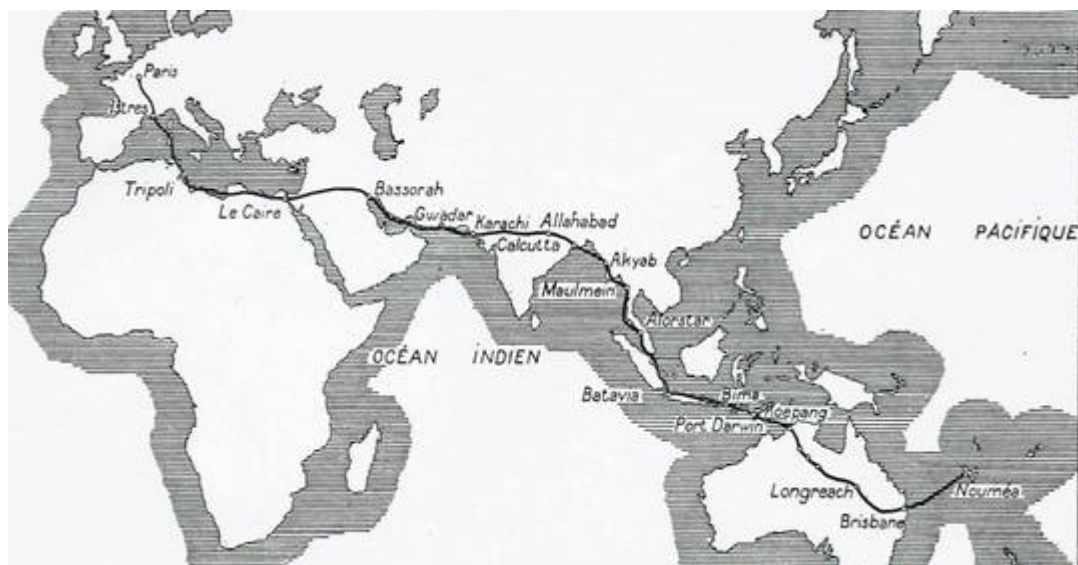 Paris
Istres
Tripoli
Le Caire
Bassorah
Gwadar
Karachi
Allahabad
Calcutta
Akyab
Maulmein
Alorstar
OCÉAN PACIFIQUE
OCÉAN INDIEN
Batavia
Bima
Koepang
Port Darwin
Longreach
Brisbane
Nouméa